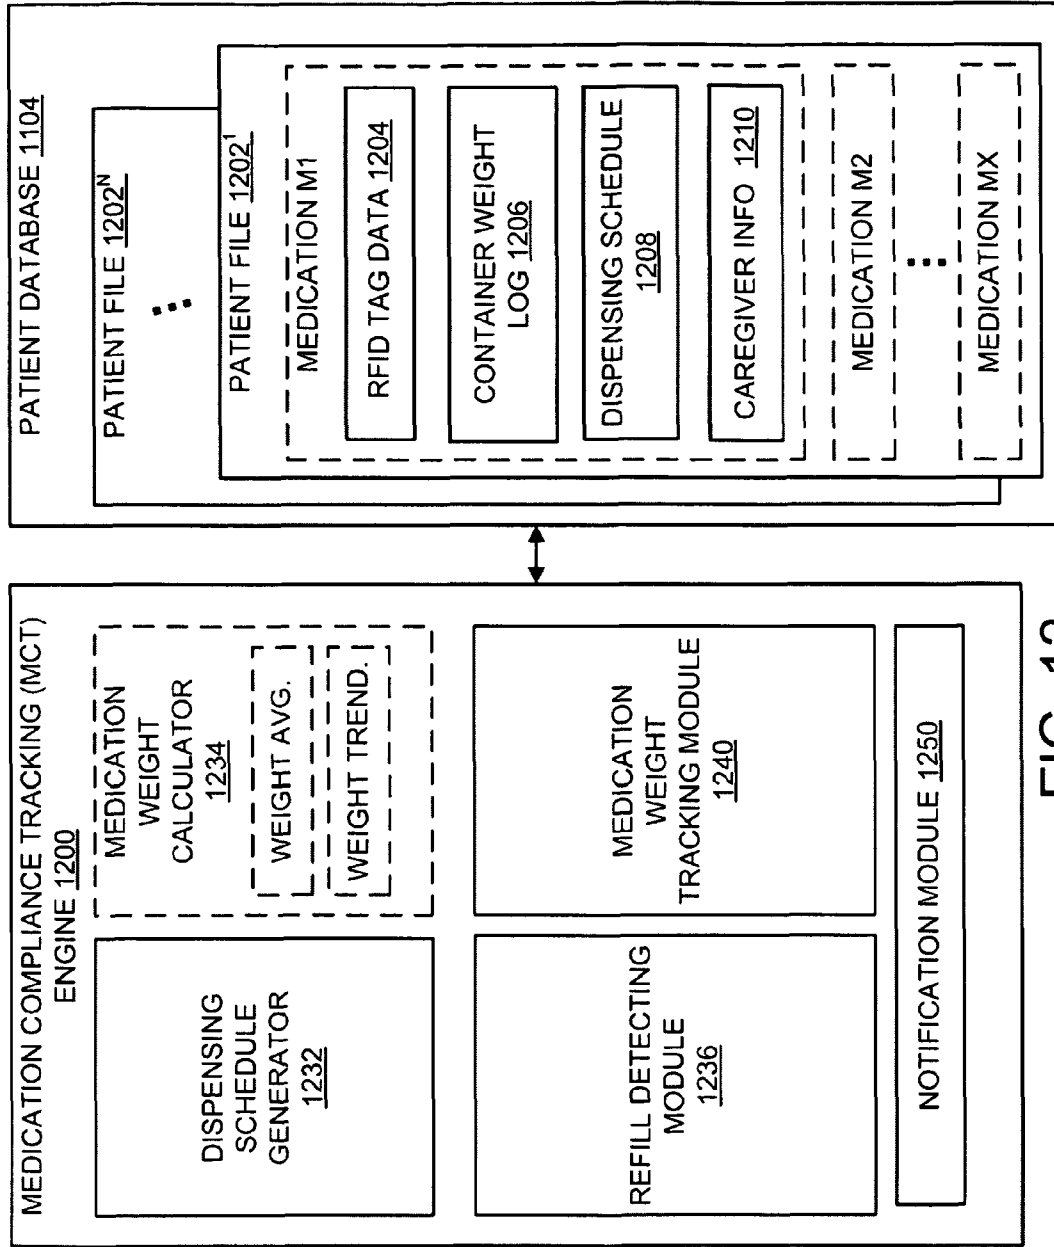 MEDICATION COMPLIANCE TRACKING (MCT)
ENGINE 1200
DISPENSING
SCHEDULE
GENERATOR
1232
MEDICATION
WEIGHT
CALCULATOR
1234
WEIGHT AVG.
WEIGHT TREND.
REFILL DETECTING
MODULE
1236
MEDICATION
WEIGHT
TRACKING MODULE
1240
NOTIFICATION MODULE 1250
PATIENT DATABASE 1104
PATIENT FILE 1202N
PATIENT FILE 12021
MEDICATION M1
RFID TAG DATA 1204
CONTAINER WEIGHT
LOG 1206
DISPENSING SCHEDULE
1208
CAREGIVER INFO 1210
MEDICATION M2
MEDICATION MX